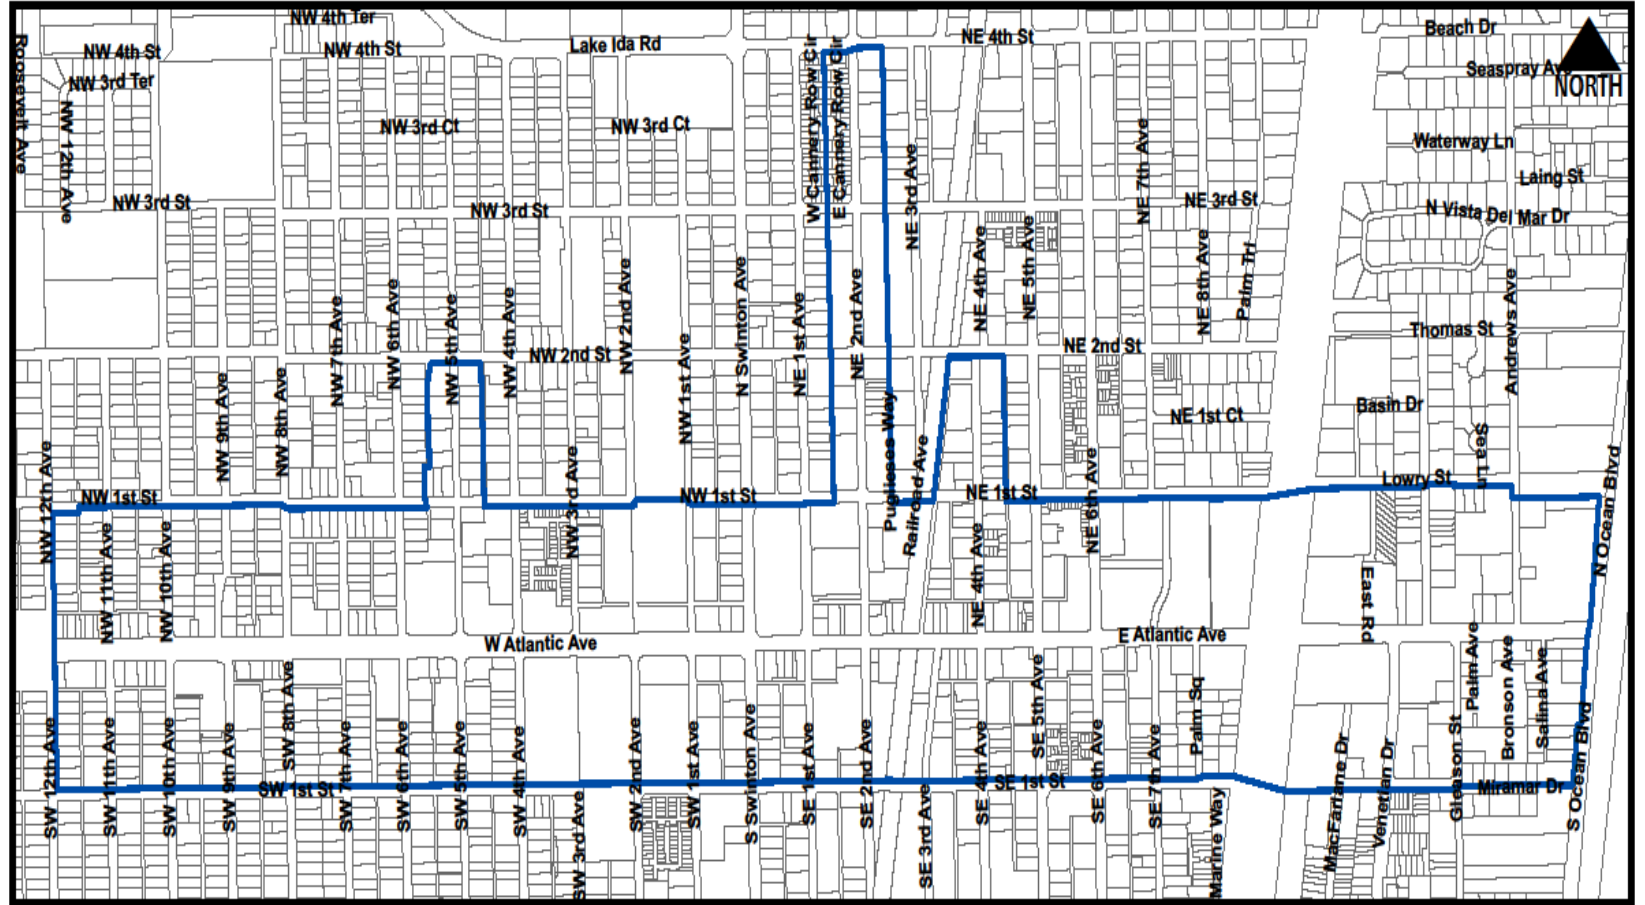 NW 4th Ter
Beach Dr
NE 4th St
NW 4th St
NW 4th St
Lake Ida Rd
Roosevelt Ave
NW 3rd Ter
Seaspray Ave
NORTH
W Cannery Row Cir
E Cannery Row Cir
NW 12th Ave
NW 3rd Ct
NW 3rd Ct
Waterway Ln
NE 7th Ave
NE 3rd Ave
Laing St
NW 3rd St
NW 3rd St
NE 3rd St
N Vista Del Mar Dr
NE 4th Ave
NE 5th Ave
NE 8th Ave
Palm Trl
NW 7th Ave
NW 6th Ave
NW 5th Ave
NW 4th Ave
NW 2nd Ave
N Swinton Ave
NE 1st Ave
NE 2nd Ave
Andrews Ave
Thomas St
NW 2nd St
NE 2nd St
NW 1st Ave
NW 9th Ave
NW 8th Ave
Basin Dr
NE 1st Ct
Sea Ln
NW 12th Ave
NW 3rd Ave
Puglieses Way
Railroad Ave
NE 6th Ave
N Ocean Blvd
Lowry St
NW 1st St
NW 1st St
NE 1st St
NW 11th Ave
NW 10th Ave
NE 4th Ave
East Rd
W Atlantic Ave
E Atlantic Ave
Palm Ave
Bronson Ave
Salina Ave
SW 8th Ave
SE 5th Ave
Palm Sq
SW 12th Ave
SW 11th Ave
SW 10th Ave
SW 9th Ave
SW 7th Ave
SW 6th Ave
SW 5th Ave
SW 4th Ave
SW 2nd Ave
SW 1st Ave
S Swinton Ave
SE 1st Ave
SE 2nd Ave
SE 4th Ave
SE 6th Ave
SE 7th Ave
MacFarlane Dr
Venetian Dr
Gleason St
S Ocean Blvd
SW 1st St
SE 1st St
Miramar Dr
SW 3rd Ave
SE 3rd Ave
Marine Way